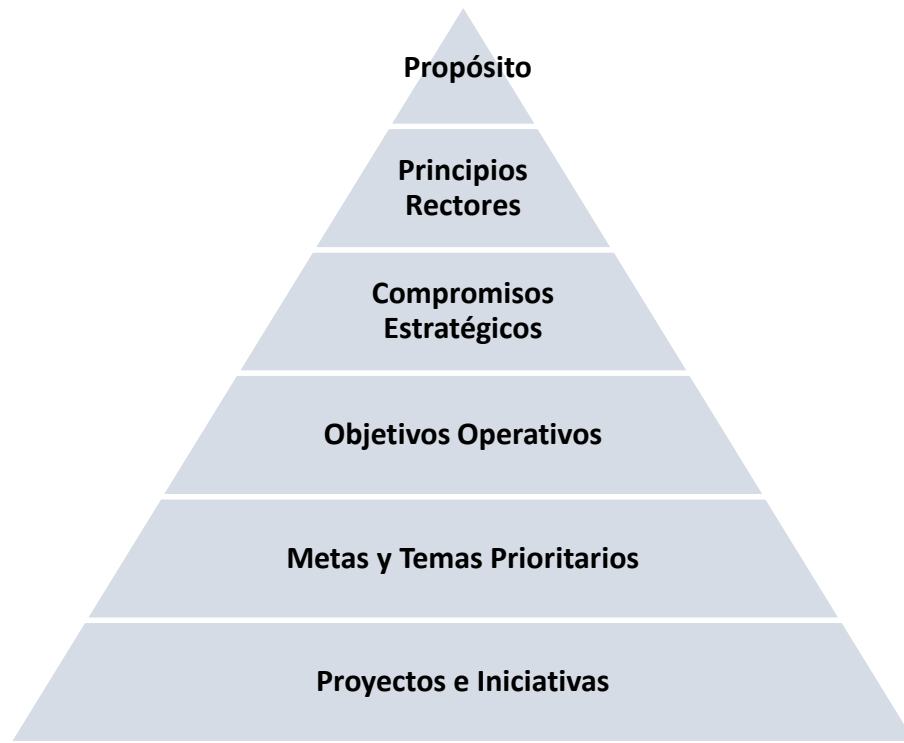 Propósito
Principios
Rectores
Compromisos
Estratégicos
Objetivos Operativos
Metas y Temas Prioritarios
Proyectos e Iniciativas